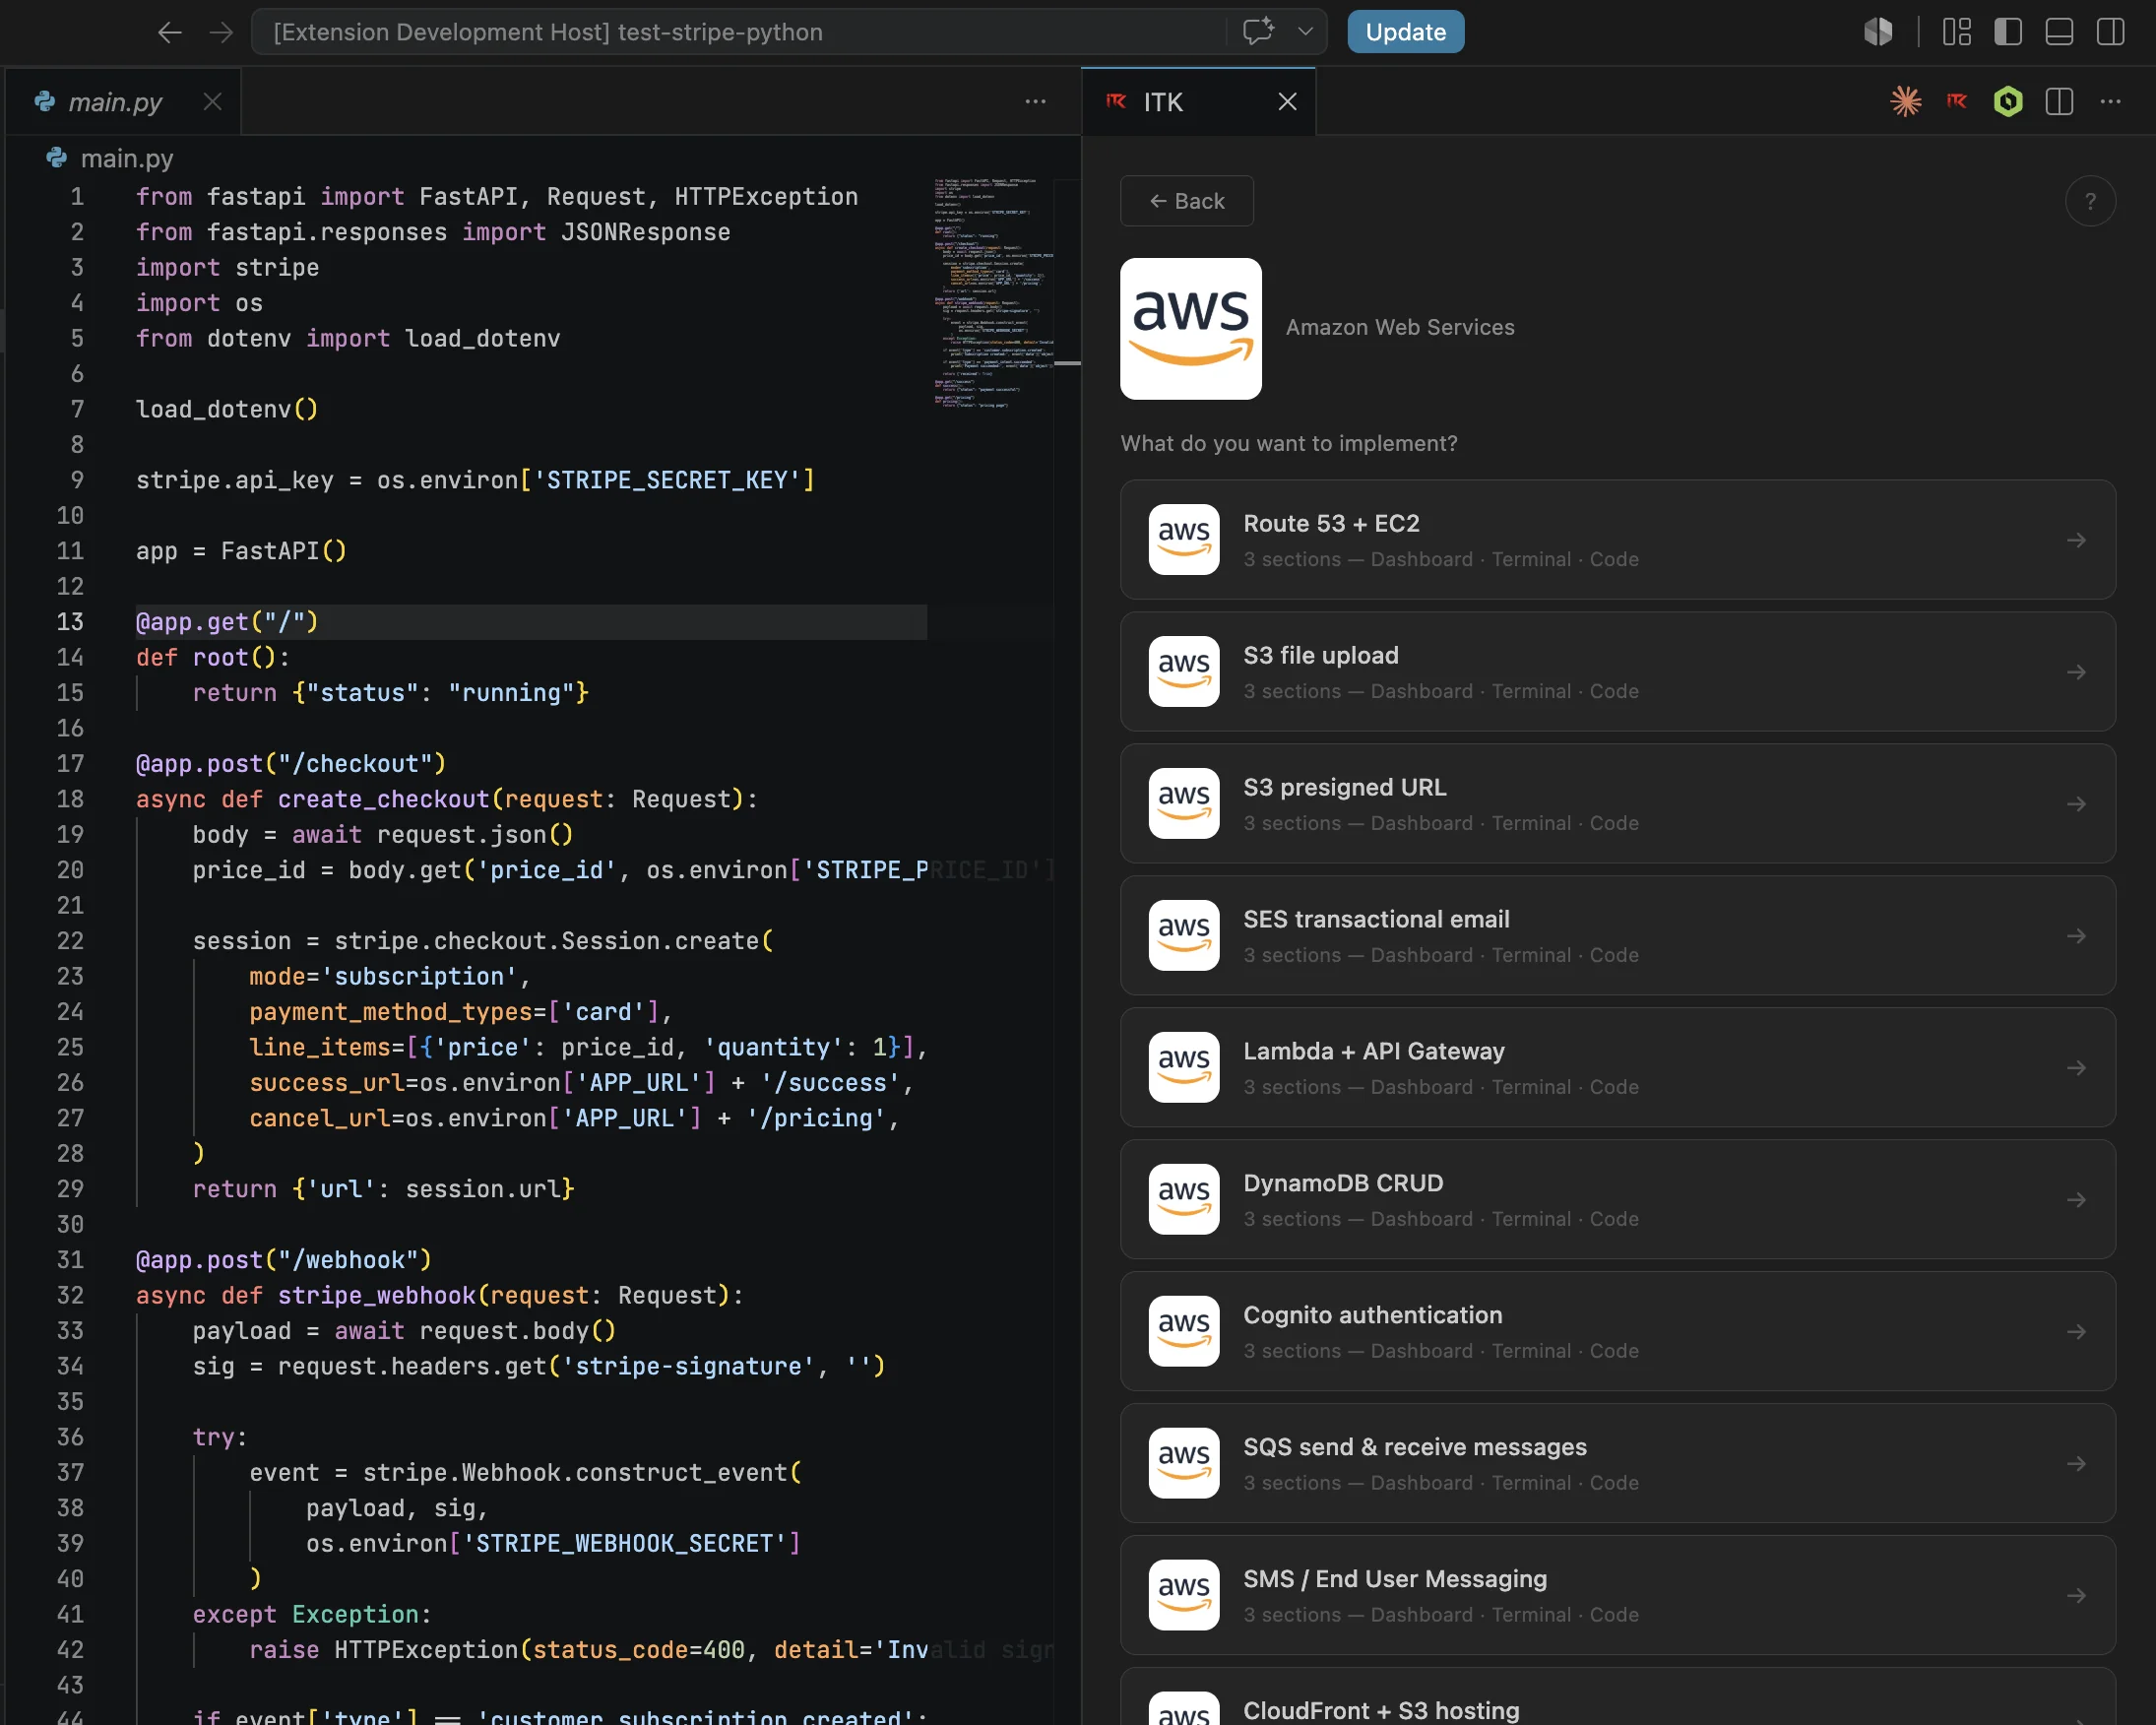 [Extension Development Host] test-stripe-python
Update
main.py
ITK
main.py
1 from fastapi import FastAPI, Request, HTTPException
2 from fastapi.responses import JSONResponse
3 import stripe
4 import os
5 from dotenv import load_dotenv
6
7 load_dotenv()
8
9 stripe.api_key = os.environ['STRIPE_SECRET_KEY']
10
11 app = FastAPI()
12
13 @app.get("/")
14 def root():
15 return {"status": "running"}
16
17 @app.post("/checkout")
18 async def create_checkout(request: Request):
19 body = await request.json()
20 price_id = body.get('price_id', os.environ['STRIPE_PRICE_ID']
21
22 session = stripe.checkout.Session.create(
23 mode='subscription',
24 payment_method_types=['card'],
25 line_items=[{'price': price_id, 'quantity': 1}],
26 success_url=os.environ['APP_URL'] + '/success',
27 cancel_url=os.environ['APP_URL'] + '/pricing',
28 )
29 return {'url': session.url}
30
31 @app.post("/webhook")
32 async def stripe_webhook(request: Request):
33 payload = await request.body()
34 sig = request.headers.get('stripe-signature', '')
35
36 try:
37 event = stripe.Webhook.construct_event(
38 payload, sig,
39 os.environ['STRIPE_WEBHOOK_SECRET']
40 )
41 except Exception:
42 raise HTTPException(status_code=400, detail='Invalid sign
43
44 if event['type'] == 'customer.subscription.created':
← Back
?
aws
Amazon Web Services
What do you want to implement?
aws
Route 53 + EC2
3 sections — Dashboard · Terminal · Code
aws
S3 file upload
3 sections — Dashboard · Terminal · Code
aws
S3 presigned URL
3 sections — Dashboard · Terminal · Code
aws
SES transactional email
3 sections — Dashboard · Terminal · Code
aws
Lambda + API Gateway
3 sections — Dashboard · Terminal · Code
aws
DynamoDB CRUD
3 sections — Dashboard · Terminal · Code
aws
Cognito authentication
3 sections — Dashboard · Terminal · Code
aws
SQS send & receive messages
3 sections — Dashboard · Terminal · Code
aws
SMS / End User Messaging
3 sections — Dashboard · Terminal · Code
aws
CloudFront + S3 hosting